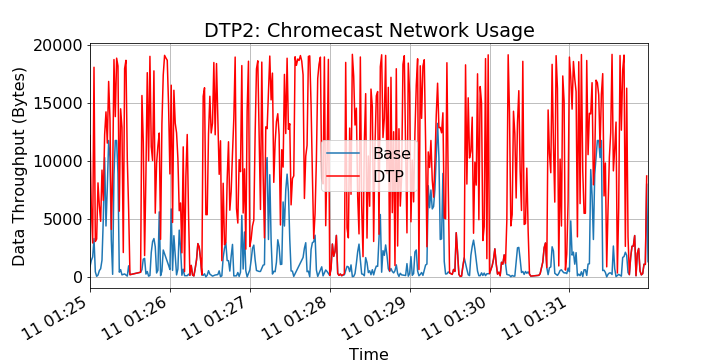 DTP2: Chromecast Network Usage
Data Throughput (Bytes)
20000
15000
10000
5000
0
Base
DTP
11 01:25
11 01:26
11 01:27
11 01:28
11 01:29
11 01:30
11 01:31
Time